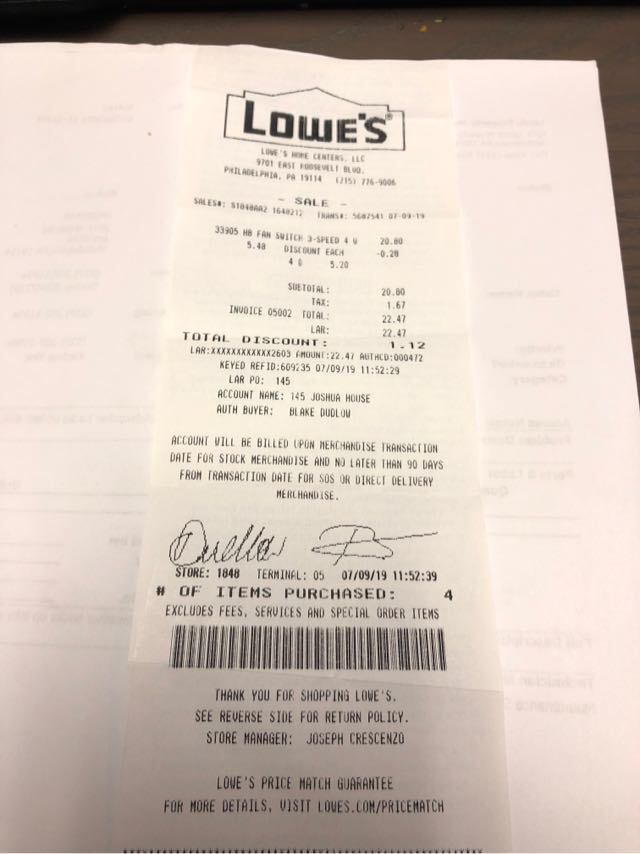 LOWE'S®
LOWE'S HOME CENTERS, LLC
9701 EAST ROOSEVELT BLVD.
PHILADELPHIA, PA 19114 (215) 776-9006
- SALE -
SALES#: S1848AA2 1640212 TRANS#: 5687541 07-09-19
33905 HB FAN SWITCH 3-SPEED 4 W 20.80
5.48 DISCOUNT EACH -0.28
4 @ 5.20
SUBTOTAL: 20.80
TAX: 1.67
INVOICE 05002 TOTAL: 22.47
LAR: 22.47
TOTAL DISCOUNT: 1.12
LAR:XXXXXXXXXXXX2603 AMOUNT:22.47 AUTHCD:000472
KEYED REFID:609235 07/09/19 11:52:29
LAR PO: 145
ACCOUNT NAME: 145 JOSHUA HOUSE
AUTH BUYER: BLAKE DUDLOW
ACCOUNT WILL BE BILLED UPON MERCHANDISE TRANSACTION
DATE FOR STOCK MERCHANDISE AND NO LATER THAN 90 DAYS
FROM TRANSACTION DATE FOR SOS OR DIRECT DELIVERY
MERCHANDISE.
STORE: 1848 TERMINAL: 05 07/09/19 11:52:39
# OF ITEMS PURCHASED: 4
EXCLUDES FEES, SERVICES AND SPECIAL ORDER ITEMS
THANK YOU FOR SHOPPING LOWE'S.
SEE REVERSE SIDE FOR RETURN POLICY.
STORE MANAGER: JOSEPH CRESCENZO
LOWE'S PRICE MATCH GUARANTEE
FOR MORE DETAILS, VISIT LOWES.COM/PRICEMATCH